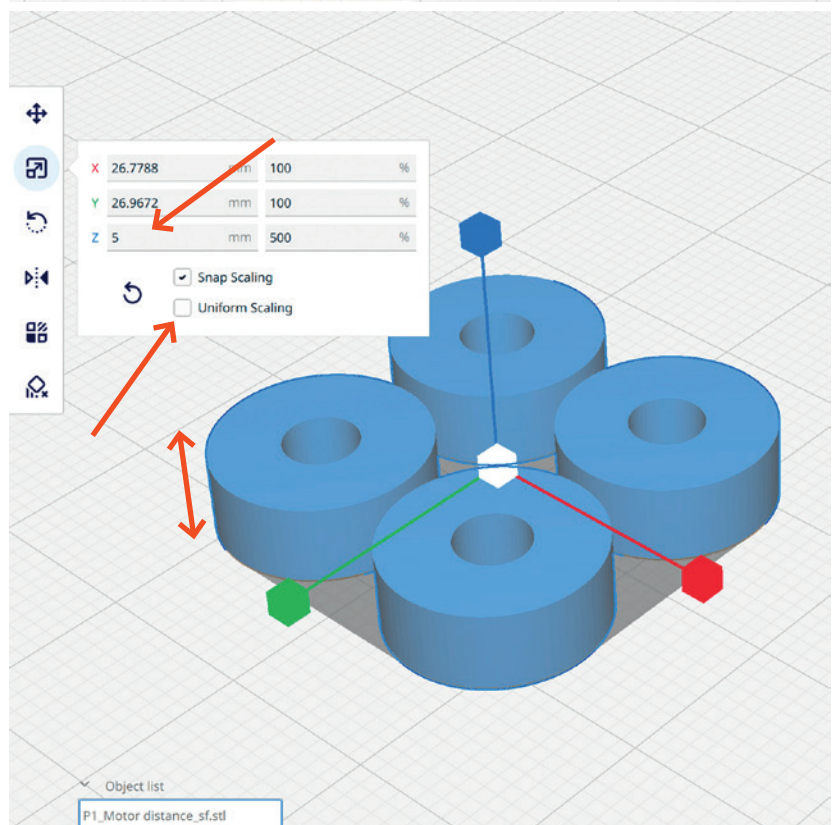 X 26.7788 mm 100 %
Y 26.9672 mm 100 %
Z 5 mm 500 %
Snap Scaling
Uniform Scaling
Object list
P1_Motor distance_sf.stl